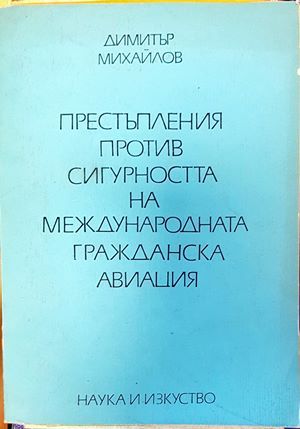 ДИМИТЪР
МИХАЙЛОВ
ПРЕСТЪПЛЕНИЯ
ПРОТИВ
СИГУРНОСТТА
НА
МЕЖДУНАРОДНАТА
ГРАЖДАНСКА
АВИАЦИЯ
НАУКА И ИЗКУСТВО